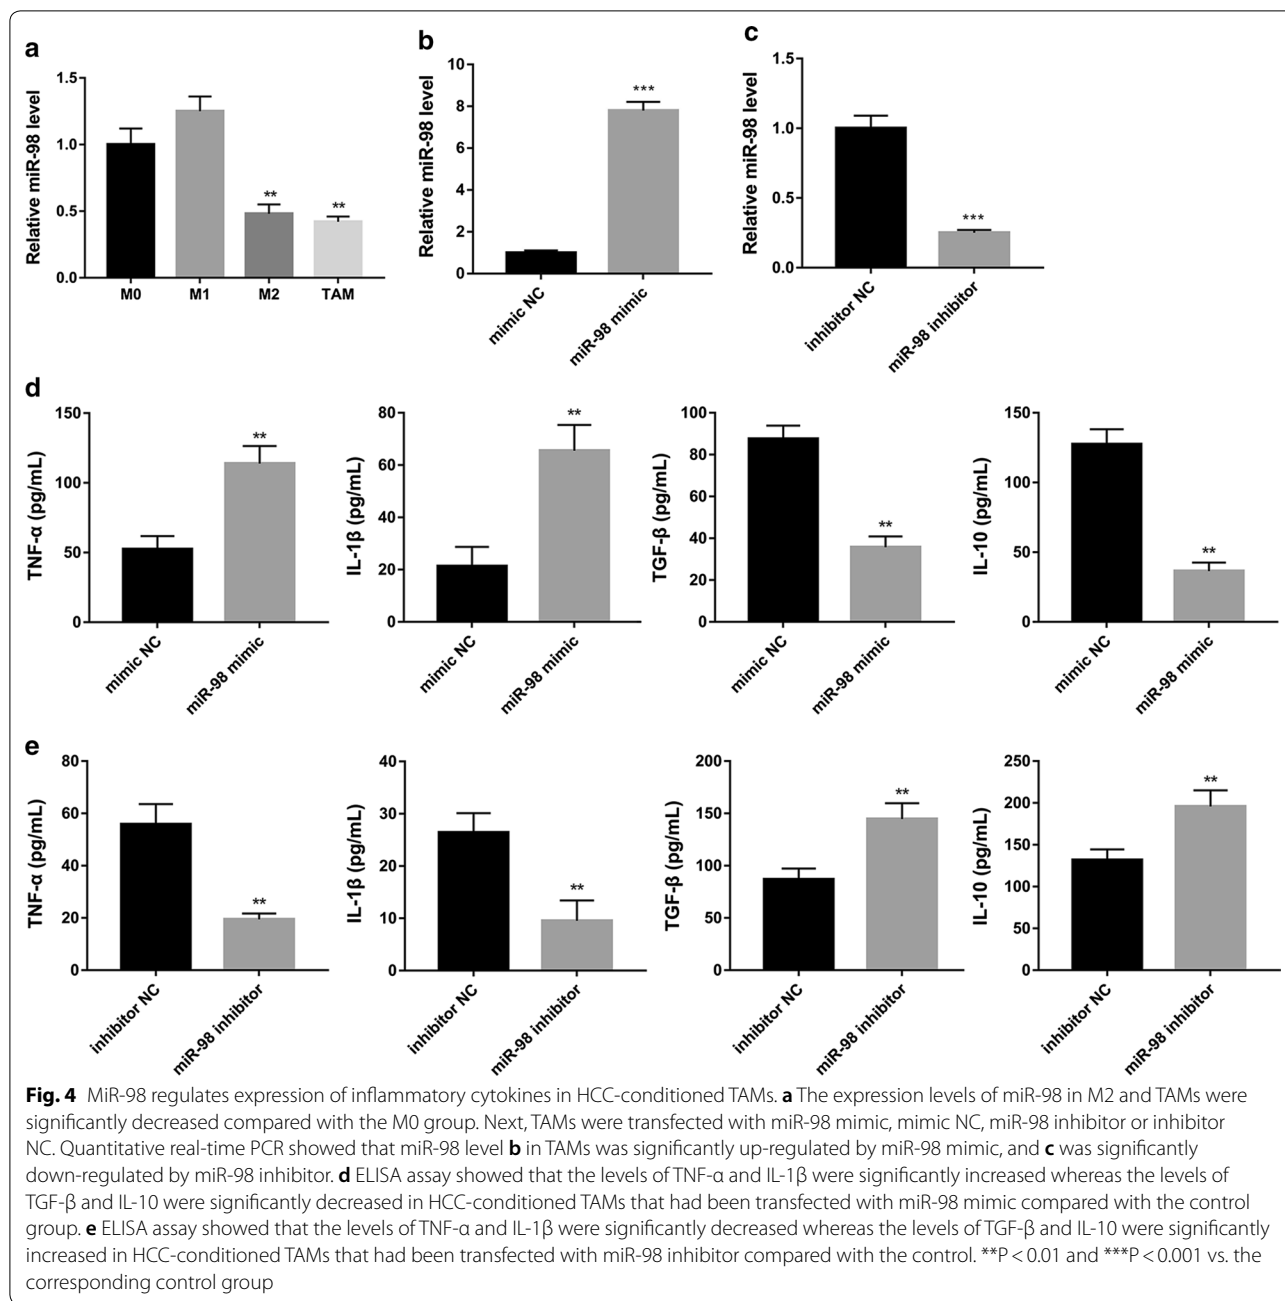 a
Relative miR-98 level
1.5
1.0
0.5
0.0
**
**
M0 M1 M2 TAM
b
Relative miR-98 level
10
8
6
4
2
0
***
mimic NC
miR-98 mimic
c
Relative miR-98 level
1.5
1.0
0.5
0.0
***
inhibitor NC
miR-98 inhibitor
d
TNF-α (pg/mL)
150
100
50
0
**
mimic NC
miR-98 mimic
IL-1β (pg/mL)
80
60
40
20
0
**
mimic NC
miR-98 mimic
TGF-β (pg/mL)
100
80
60
40
20
0
**
mimic NC
miR-98 mimic
IL-10 (pg/mL)
150
100
50
0
**
mimic NC
miR-98 mimic
e
TNF-α (pg/mL)
80
60
40
20
0
**
inhibitor NC
miR-98 inhibitor
IL-1β (pg/mL)
40
30
20
10
0
**
inhibitor NC
miR-98 inhibitor
TGF-β (pg/mL)
200
150
100
50
0
**
inhibitor NC
miR-98 inhibitor
IL-10 (pg/mL)
250
200
150
100
50
0
**
inhibitor NC
miR-98 inhibitor
Fig. 4 MiR-98 regulates expression of inflammatory cytokines in HCC-conditioned TAMs. a The expression levels of miR-98 in M2 and TAMs were
significantly decreased compared with the M0 group. Next, TAMs were transfected with miR-98 mimic, mimic NC, miR-98 inhibitor or inhibitor
NC. Quantitative real-time PCR showed that miR-98 level b in TAMs was significantly up-regulated by miR-98 mimic, and c was significantly
down-regulated by miR-98 inhibitor. d ELISA assay showed that the levels of TNF-α and IL-1β were significantly increased whereas the levels of
TGF-β and IL-10 were significantly decreased in HCC-conditioned TAMs that had been transfected with miR-98 mimic compared with the control
group. e ELISA assay showed that the levels of TNF-α and IL-1β were significantly decreased whereas the levels of TGF-β and IL-10 were significantly
increased in HCC-conditioned TAMs that had been transfected with miR-98 inhibitor compared with the control. **P < 0.01 and ***P < 0.001 vs. the
corresponding control group